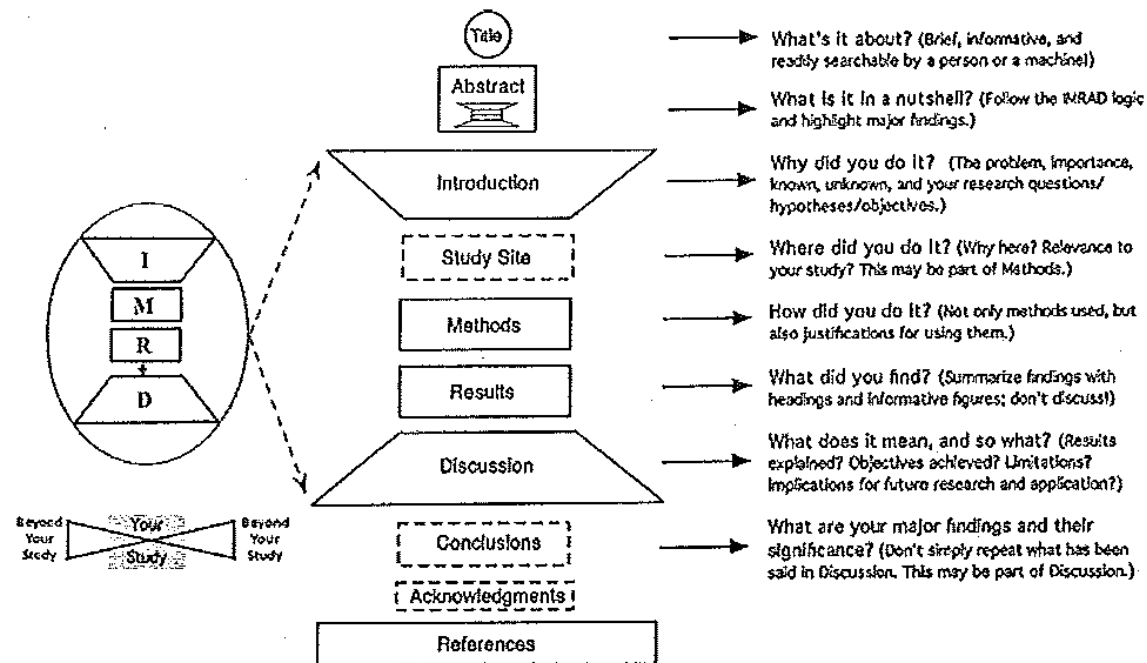 Title
What's it about? (Brief, informative, and
readily searchable by a person or a machine!)
Abstract
What is it in a nutshell? (Follow the IMRAD logic
and highlight major findings.)
Introduction
Why did you do it? (The problem, importance,
known, unknown, and your research questions/
hypotheses/objectives.)
Study Site
Where did you do it? (Why here? Relevance to
your study? This may be part of Methods.)
Methods
How did you do it? (Not only methods used, but
also justifications for using them.)
Results
What did you find? (Summarize findings with
headings and informative figures; don't discuss!)
Discussion
What does it mean, and so what? (Results
explained? Objectives achieved? Limitations?
Implications for future research and application?)
Conclusions
What are your major findings and their
significance? (Don't simply repeat what has been
said in Discussion. This may be part of Discussion.)
Acknowledgments
References
I
M
R
D
Beyond
Your
Study
Your
Study
Beyond
Your
Study